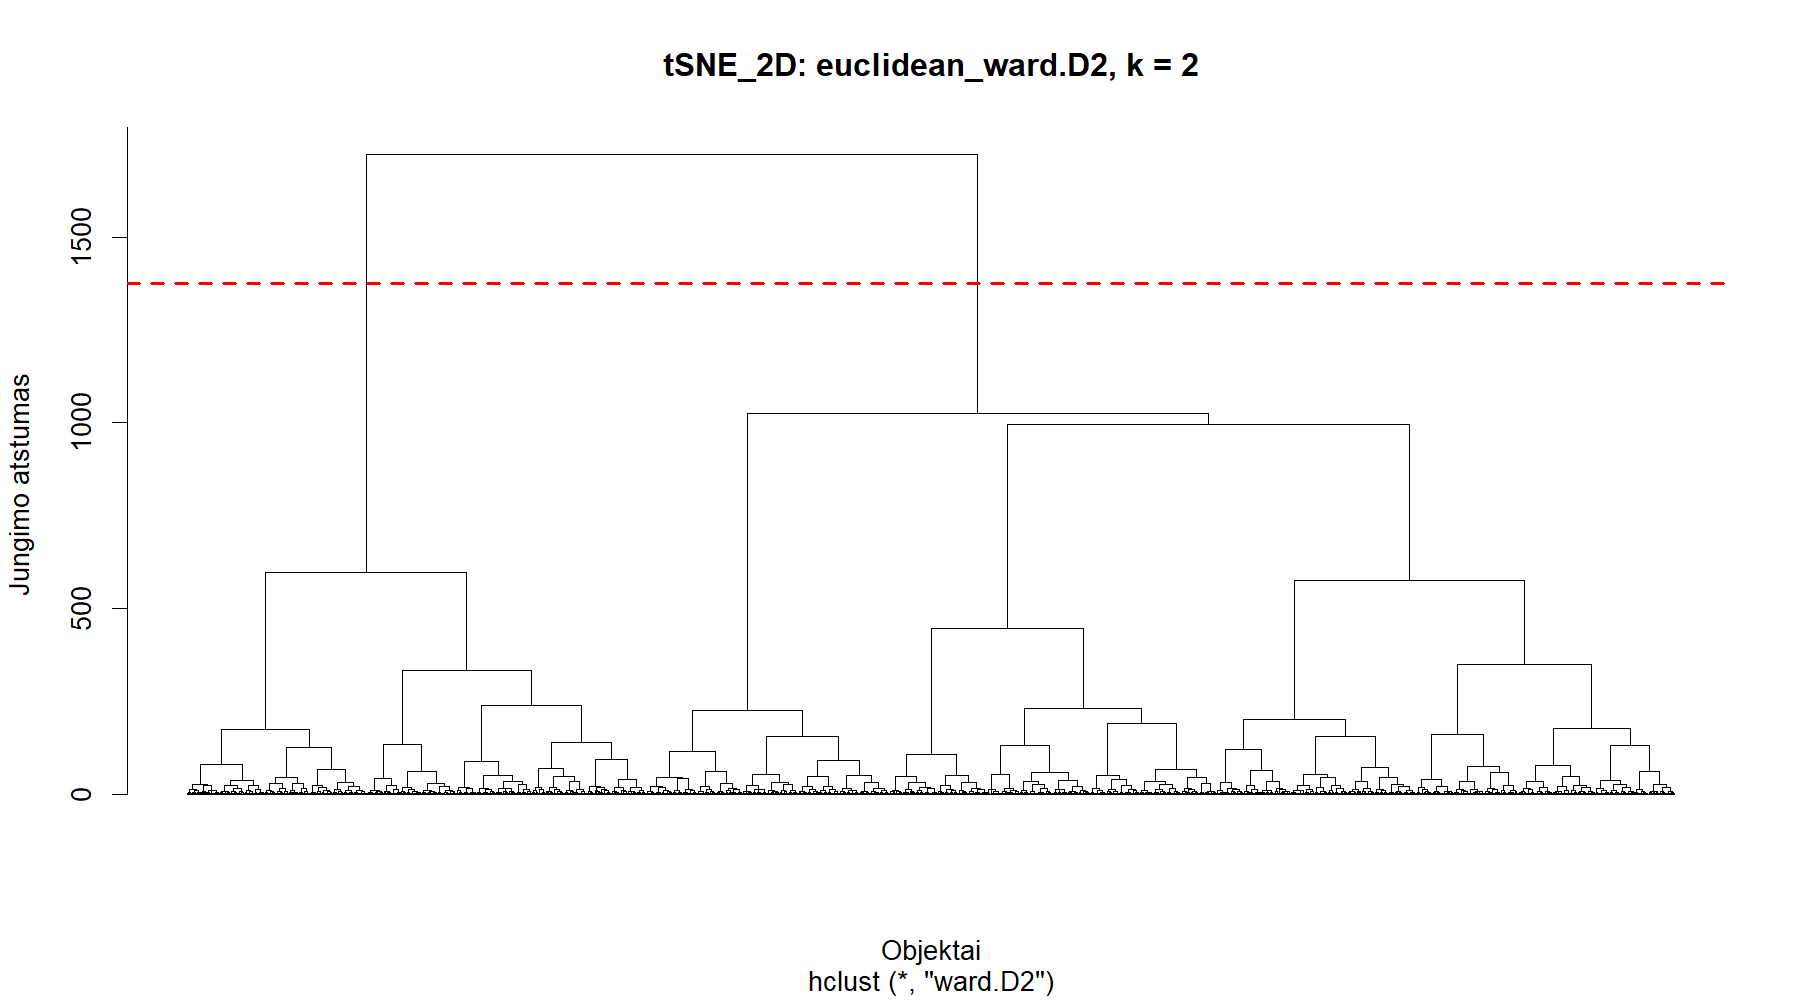 tSNE_2D: euclidean_ward.D2, k = 2
Jungimo atstumas
1500
1000
500
0
Objektai
hclust (*, "ward.D2")